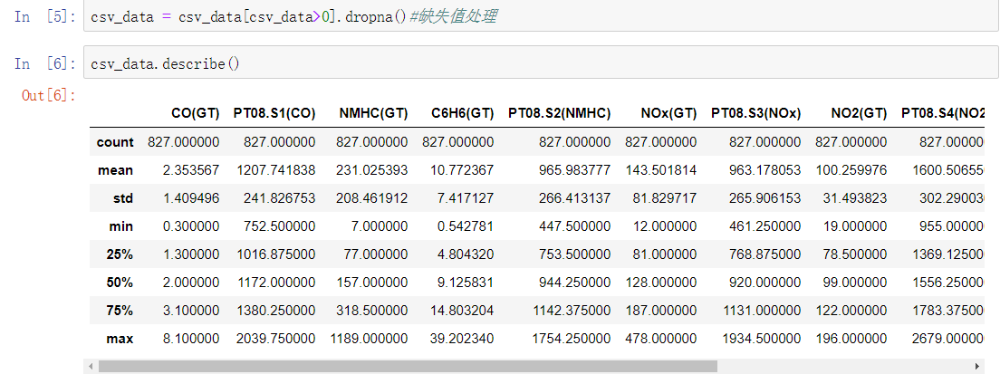 In [5]: csv_data = csv_data[csv_data>0].dropna()#缺失值处理
In [6]: csv_data.describe()
Out[6]:
CO(GT) PT08.S1(CO) NMHC(GT) C6H6(GT) PT08.S2(NMHC) NOx(GT) PT08.S3(NOx) NO2(GT) PT08.S4(NO2
count 827.000000 827.000000 827.000000 827.000000 827.000000 827.000000 827.000000 827.000000 827.00000
mean 2.353567 1207.741838 231.025393 10.772367 965.983777 143.501814 963.178053 100.259976 1600.50655
std 1.409496 241.826753 208.461912 7.417127 266.413137 81.829717 265.906153 31.493823 302.29003
min 0.300000 752.500000 7.000000 0.542781 447.500000 12.000000 461.250000 19.000000 955.00000
25% 1.300000 1016.875000 77.000000 4.804320 753.500000 81.000000 768.875000 78.500000 1369.12500
50% 2.000000 1172.000000 157.000000 9.125831 944.250000 128.000000 920.000000 99.000000 1556.25000
75% 3.100000 1380.250000 318.500000 14.803204 1142.375000 187.000000 1131.000000 122.000000 1783.37500
max 8.100000 2039.750000 1189.000000 39.202340 1754.250000 478.000000 1934.500000 196.000000 2679.00000